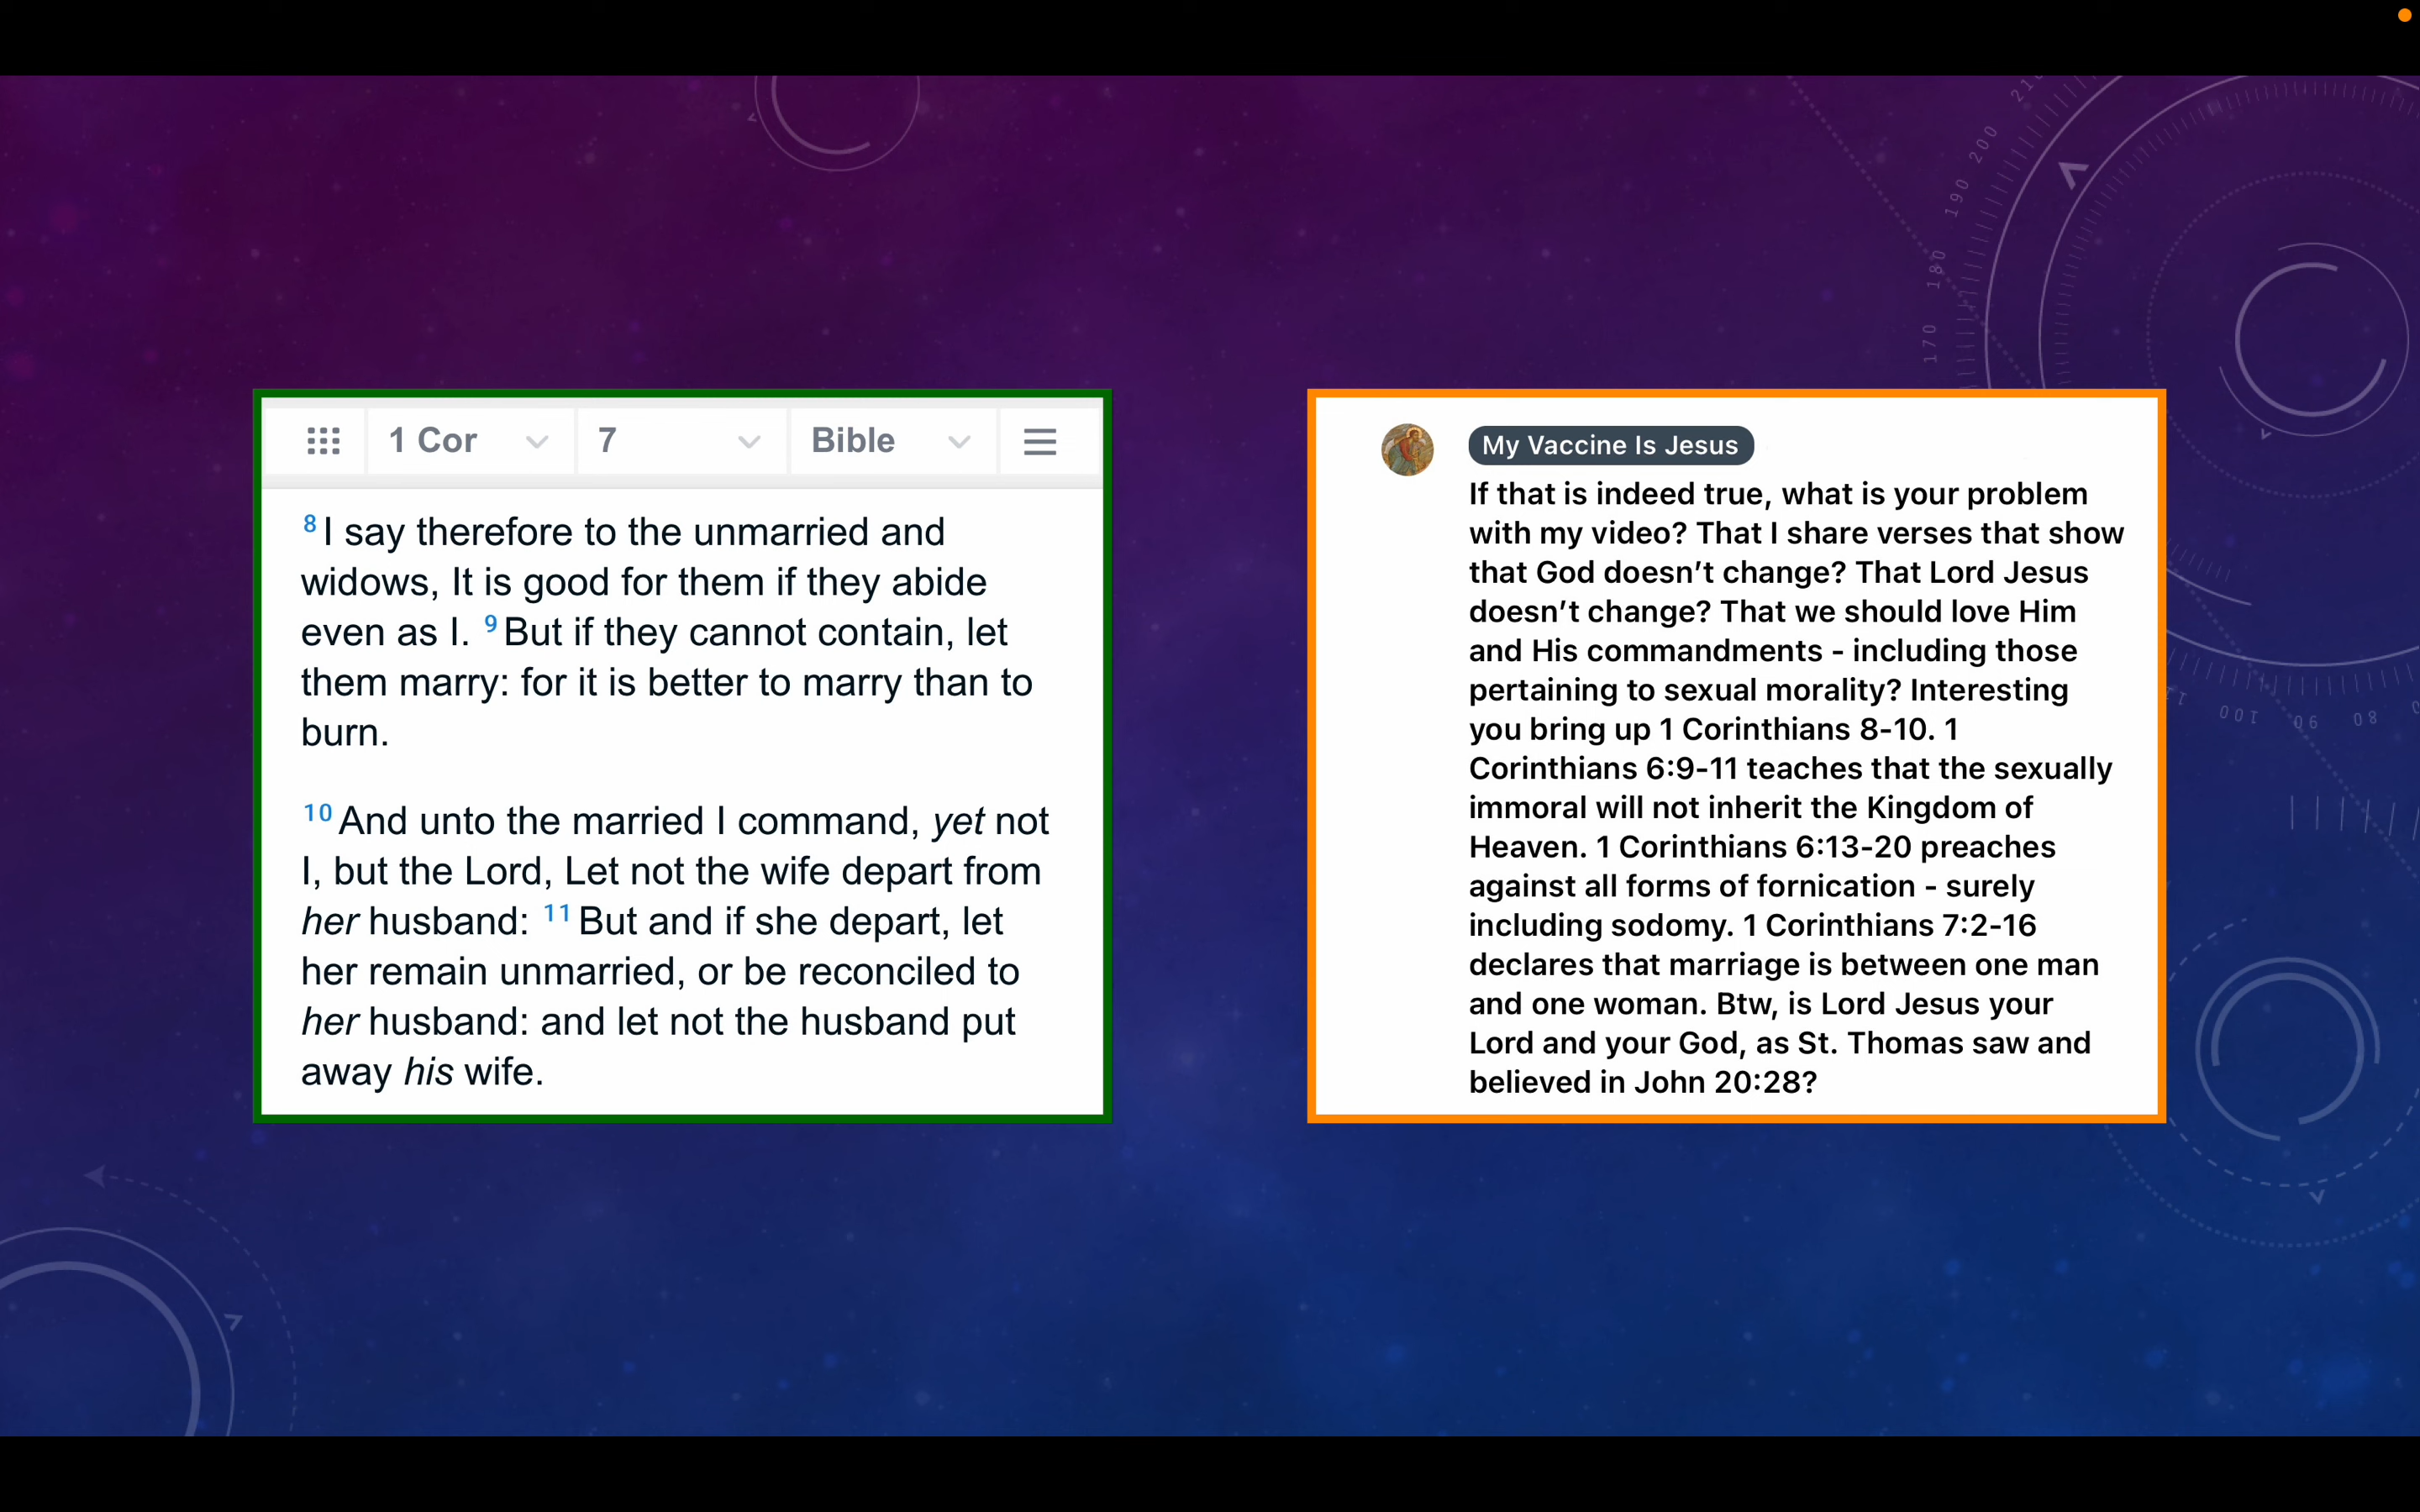 1 Cor 7 Bible
8 I say therefore to the unmarried and
widows, It is good for them if they abide
even as I. 9 But if they cannot contain, let
them marry: for it is better to marry than to
burn.
10 And unto the married I command, yet not
I, but the Lord, Let not the wife depart from
her husband: 11 But and if she depart, let
her remain unmarried, or be reconciled to
her husband: and let not the husband put
away his wife.
My Vaccine Is Jesus
If that is indeed true, what is your problem
with my video? That I share verses that show
that God doesn’t change? That Lord Jesus
doesn’t change? That we should love Him
and His commandments - including those
pertaining to sexual morality? Interesting
you bring up 1 Corinthians 8-10. 1
Corinthians 6:9-11 teaches that the sexually
immoral will not inherit the Kingdom of
Heaven. 1 Corinthians 6:13-20 preaches
against all forms of fornication - surely
including sodomy. 1 Corinthians 7:2-16
declares that marriage is between one man
and one woman. Btw, is Lord Jesus your
Lord and your God, as St. Thomas saw and
believed in John 20:28?
200
190
180
170
100
90
80